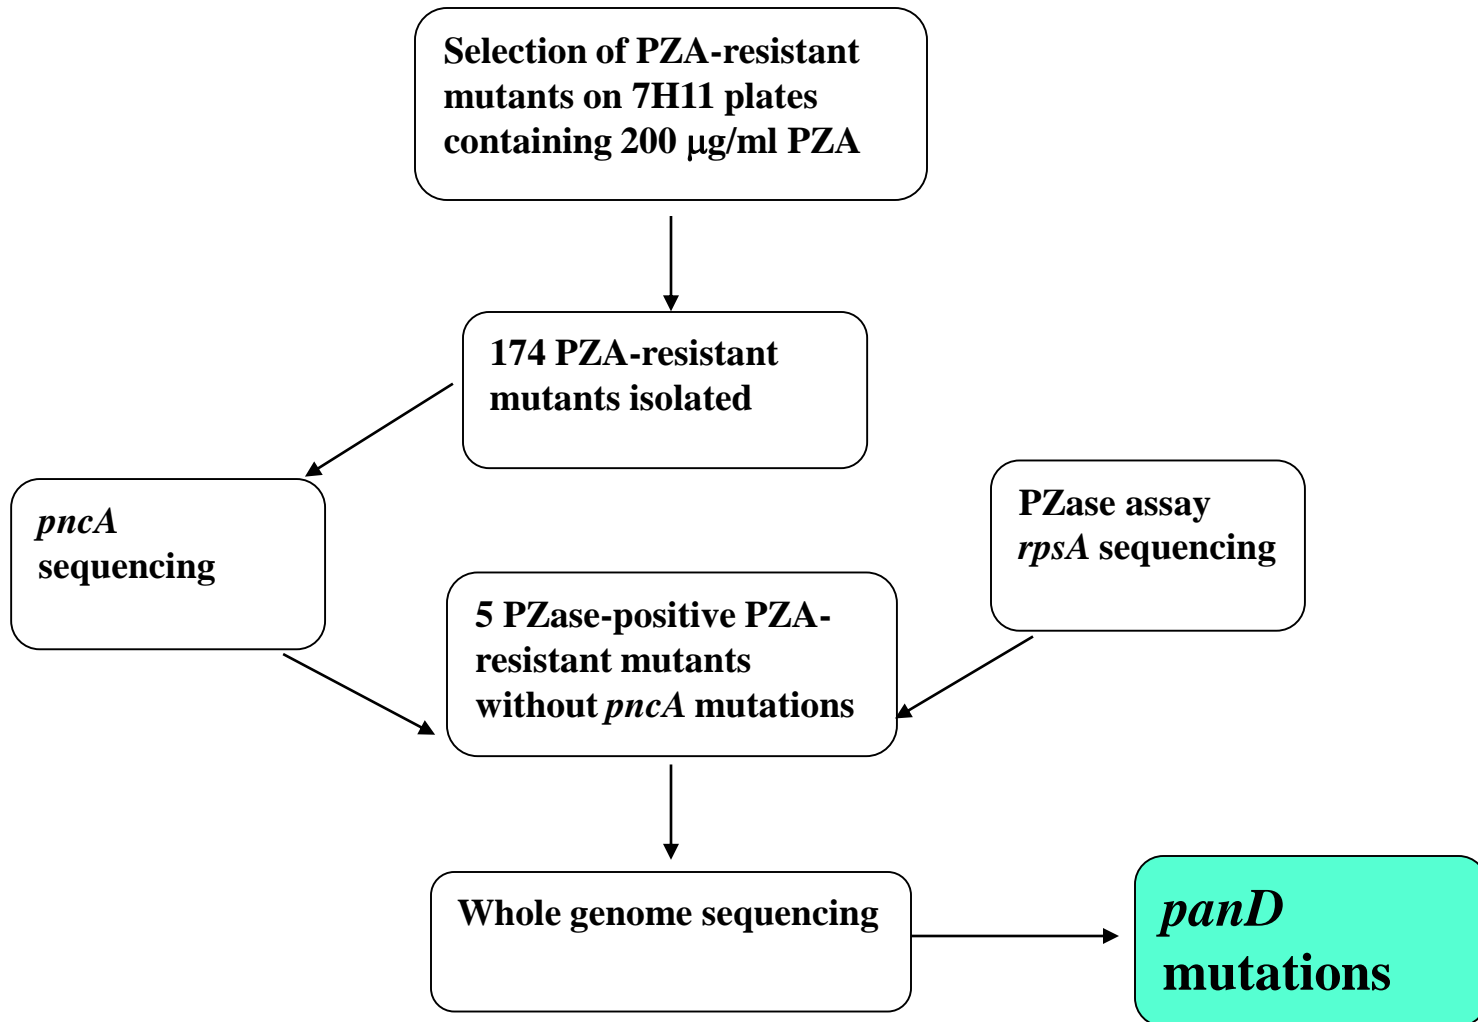 Selection of PZA-resistant
mutants on 7H11 plates
containing 200 μg/ml PZA
174 PZA-resistant
mutants isolated
pncA
sequencing
PZase assay
rpsA sequencing
5 PZase-positive PZA-
resistant mutants
without pncA mutations
Whole genome sequencing
panD
mutations